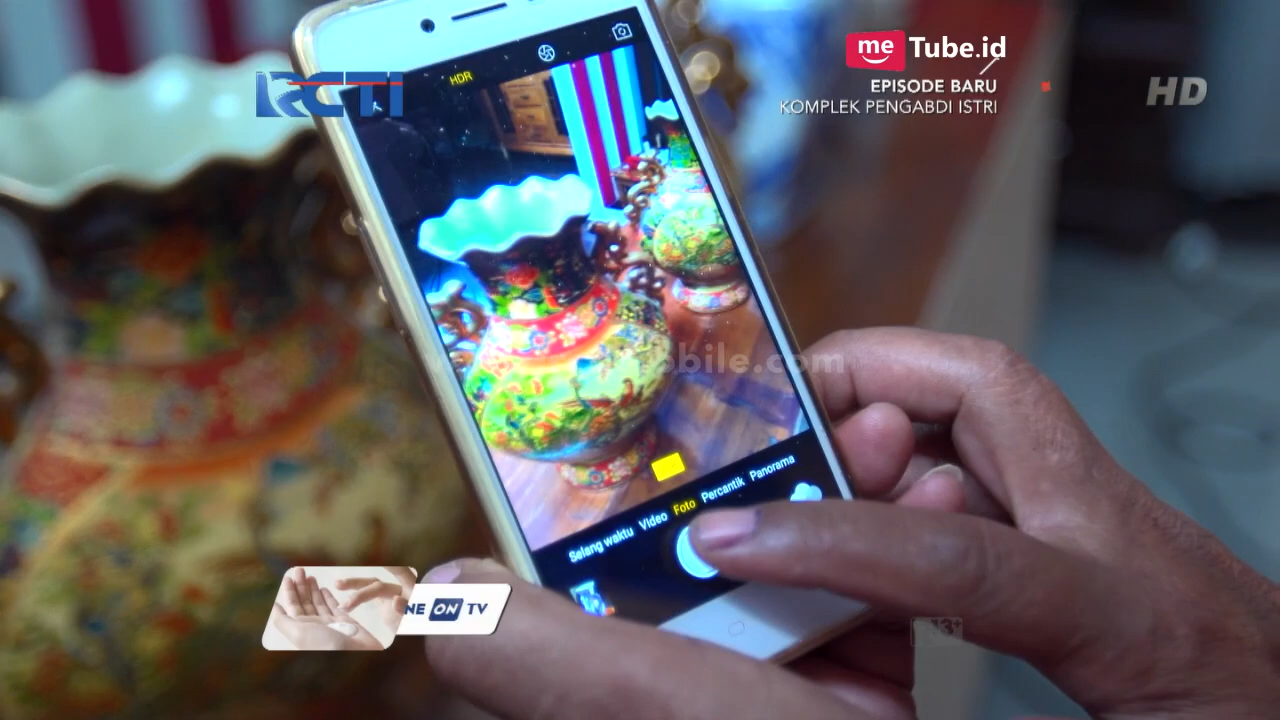 RCTI
me Tube.id
EPISODE BARU
KOMPLEK PENGABDI ISTRI
HD
HDR
Selang waktu Video Foto Percantik Panorama
ON TV
13+